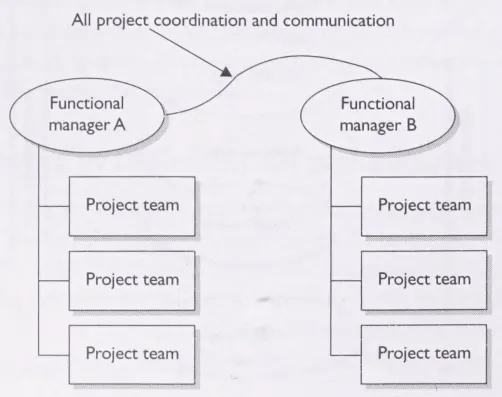 All project coordination and communication
Functional
manager A
Functional
manager B
Project team
Project team
Project team
Project team
Project team
Project team